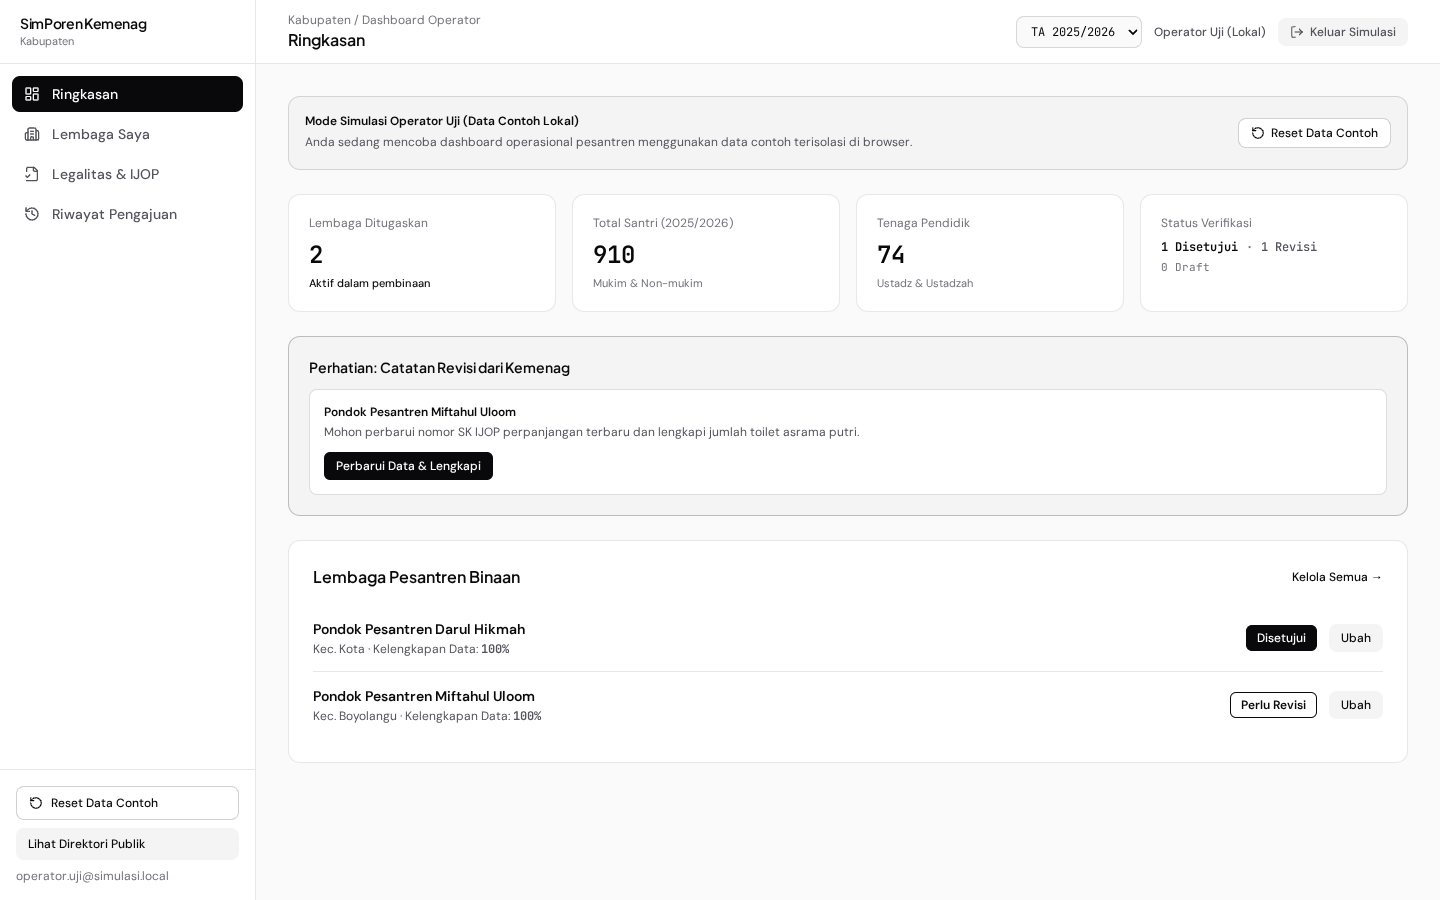 SimPoren Kemenag
Kabupaten
Ringkasan
Lembaga Saya
Legalitas & IJOP
Riwayat Pengajuan
Reset Data Contoh
Lihat Direktori Publik
operator.uji@simulasi.local
Kabupaten / Dashboard Operator
Ringkasan
TA 2025/2026
Operator Uji (Lokal)
Keluar Simulasi
Mode Simulasi Operator Uji (Data Contoh Lokal)
Anda sedang mencoba dashboard operasional pesantren menggunakan data contoh terisolasi di browser.
Reset Data Contoh
Lembaga Ditugaskan
2
Aktif dalam pembinaan
Total Santri (2025/2026)
910
Mukim & Non-mukim
Tenaga Pendidik
74
Ustadz & Ustadzah
Status Verifikasi
1 Disetujui · 1 Revisi
0 Draft
Perhatian: Catatan Revisi dari Kemenag
Pondok Pesantren Miftahul Uloom
Mohon perbarui nomor SK IJOP perpanjangan terbaru dan lengkapi jumlah toilet asrama putri.
Perbarui Data & Lengkapi
Lembaga Pesantren Binaan
Kelola Semua →
Pondok Pesantren Darul Hikmah
Kec. Kota · Kelengkapan Data: 100%
Disetujui
Ubah
Pondok Pesantren Miftahul Uloom
Kec. Boyolangu · Kelengkapan Data: 100%
Perlu Revisi
Ubah